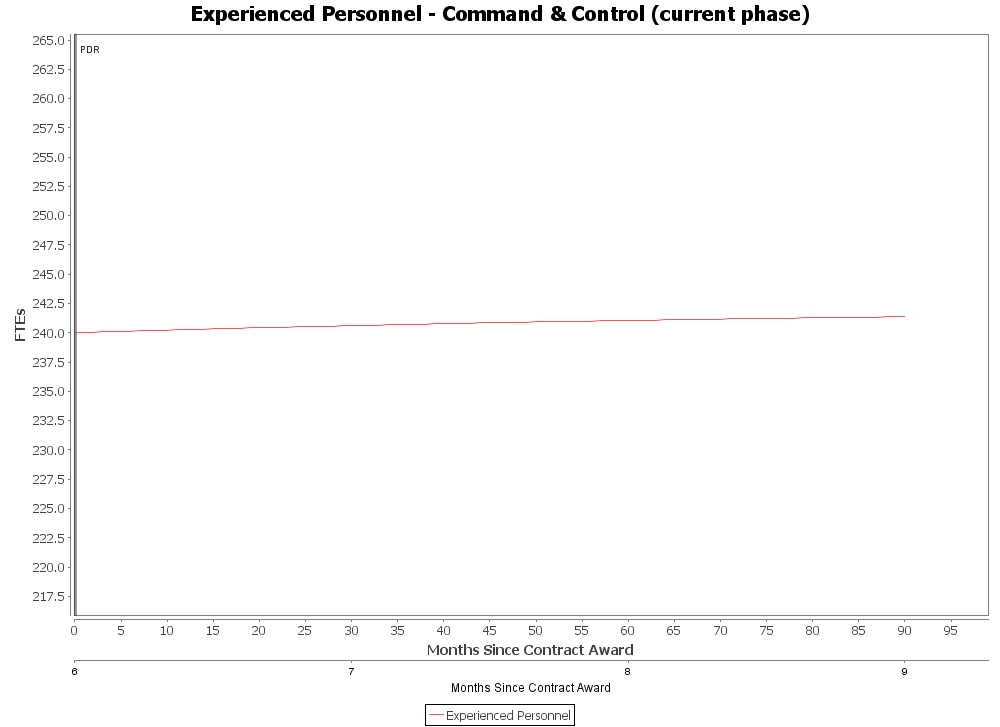 Experienced Personnel - Command & Control (current phase)
265.0
PDR
262.5
260.0
257.5
255.0
252.5
250.0
247.5
245.0
242.5
FTEs
240.0
237.5
235.0
232.5
230.0
227.5
225.0
222.5
220.0
217.5
0 5 10 15 20 25 30 35 40 45 50 55 60 65 70 75 80 85 90 95
Months Since Contract Award
6 7 8 9
Months Since Contract Award
Experienced Personnel